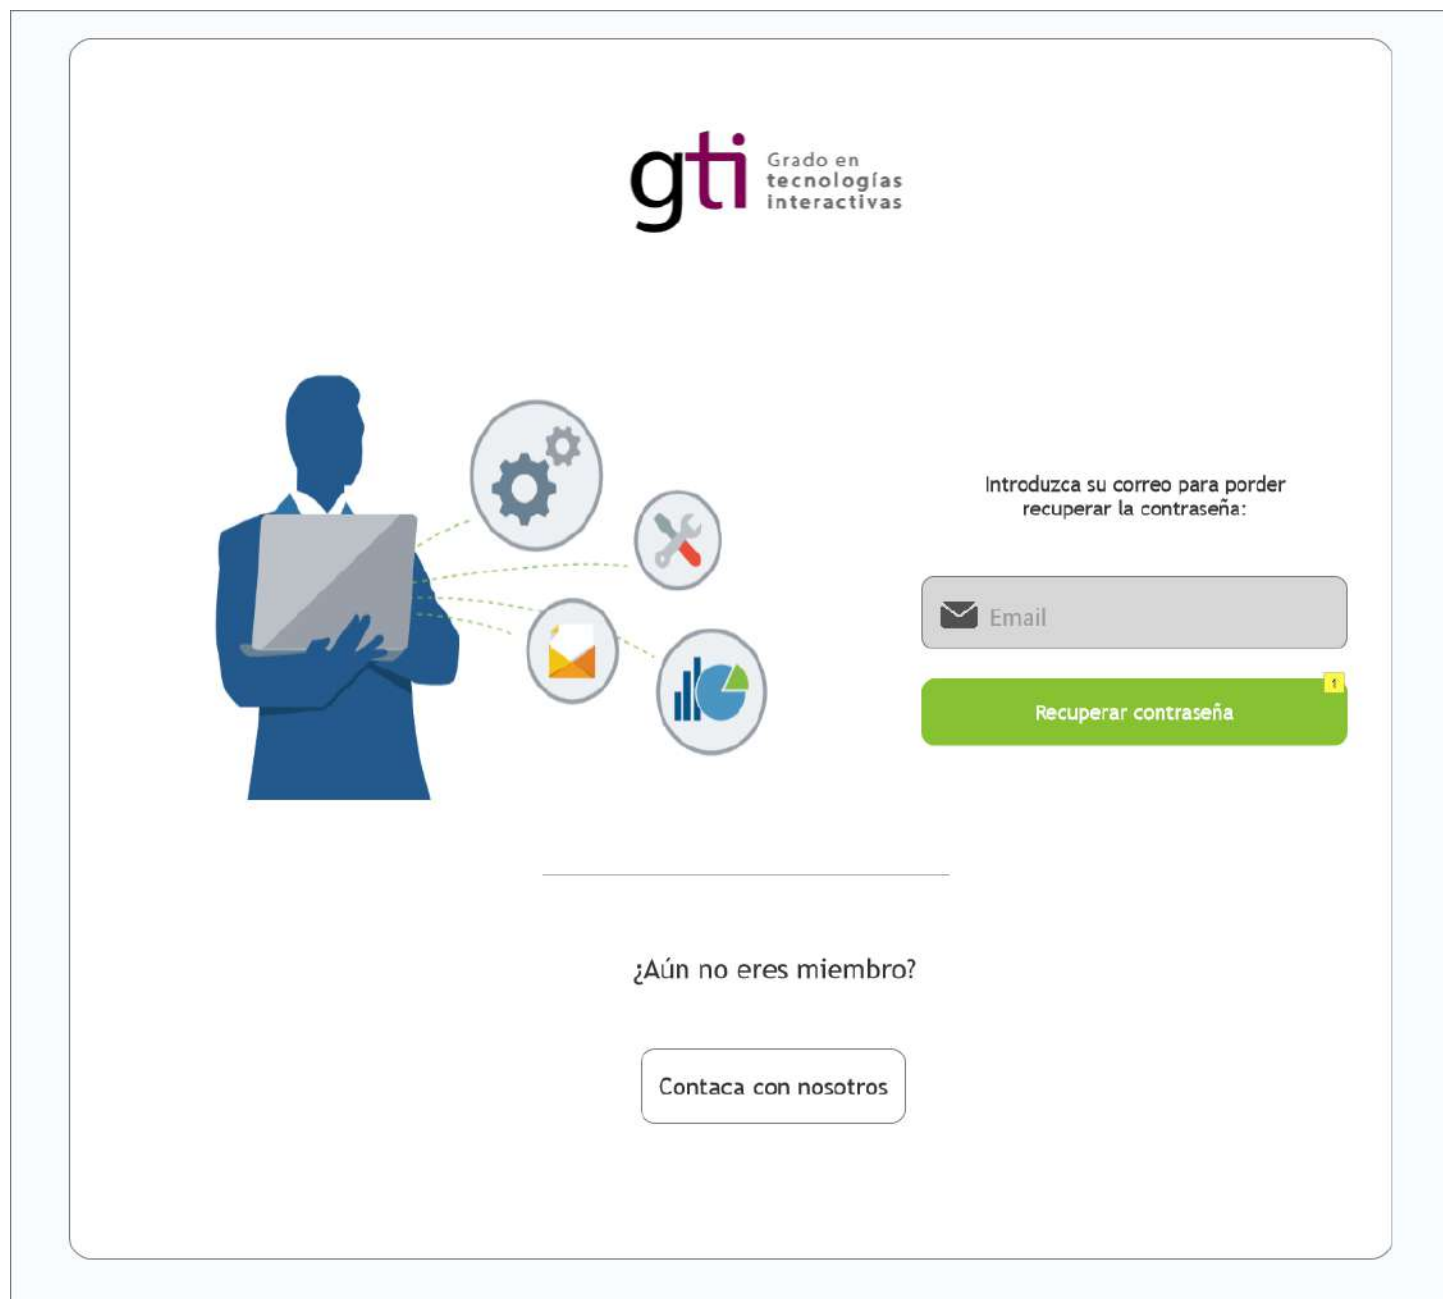 gti
Grado en
tecnologías
interactivas
Introduzca su correo para porder
recuperar la contraseña:
Email
1
Recuperar contraseña
¿Aún no eres miembro?
Contaca con nosotros